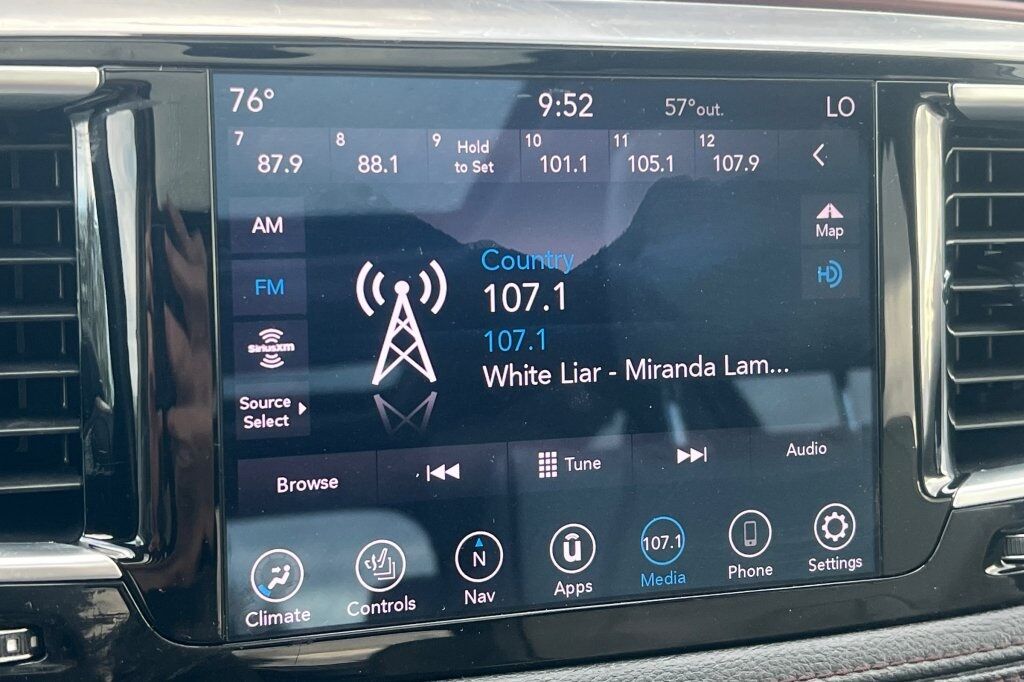 76° 9:52 57°out. LO
7 87.9 8 88.1 9 Hold to Set 10 101.1 11 105.1 12 107.9
AM
Map
Country
FM
HD
107.1
107.1
SiriusXM
White Liar - Miranda Lam...
Source
Select
Browse Tune Audio
N u 107.1
Climate Controls Nav Apps Media Phone Settings